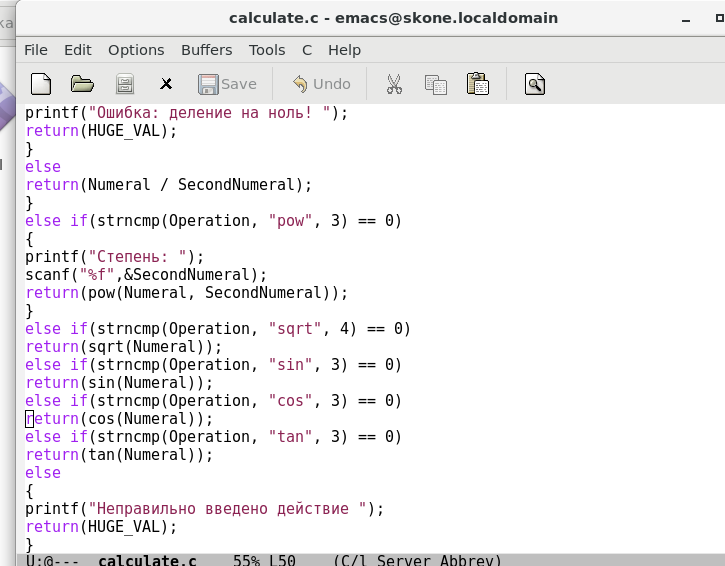 calculate.c - emacs@skone.localdomain
File Edit Options Buffers Tools C Help
Save Undo
printf("Ошибка: деление на ноль! ");
return(HUGE_VAL);
}
else
return(Numeral / SecondNumeral);
}
else if(strncmp(Operation, "pow", 3) == 0)
{
printf("Степень: ");
scanf("%f",&SecondNumeral);
return(pow(Numeral, SecondNumeral));
}
else if(strncmp(Operation, "sqrt", 4) == 0)
return(sqrt(Numeral));
else if(strncmp(Operation, "sin", 3) == 0)
return(sin(Numeral));
else if(strncmp(Operation, "cos", 3) == 0)
return(cos(Numeral));
else if(strncmp(Operation, "tan", 3) == 0)
return(tan(Numeral));
else
{
printf("Неправильно введено действие ");
return(HUGE_VAL);
}
U:@--- calculate.c 55% L50 (C/l Server Abbrev)